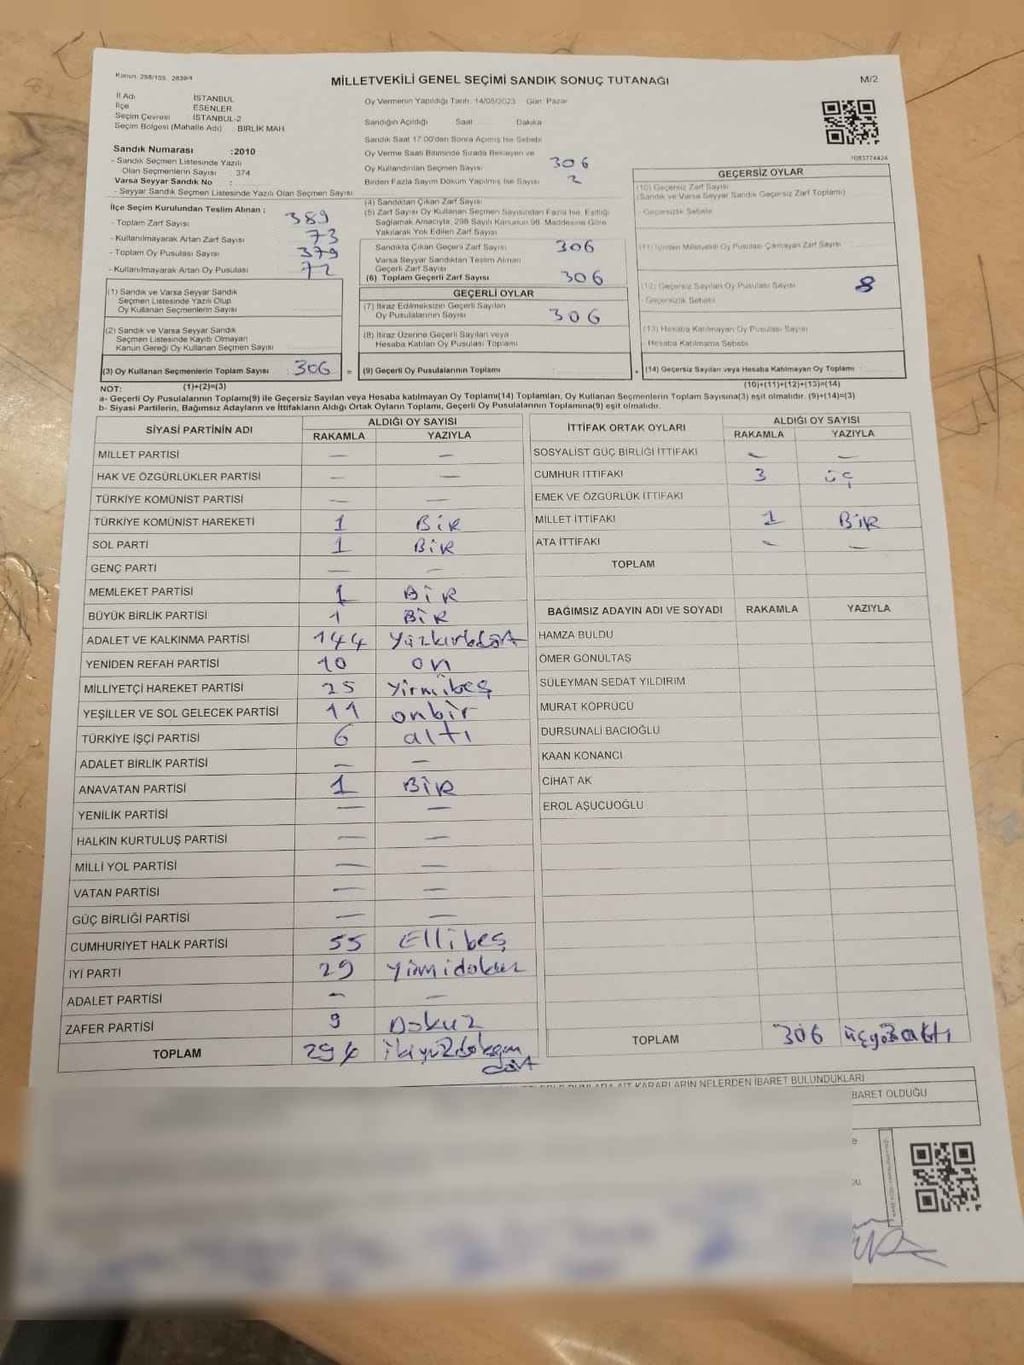 Kanun: 298/105, 2839/4
MİLLETVEKİLİ GENEL SEÇİMİ SANDIK SONUÇ TUTANAĞI
M/2
İl Adı İSTANBUL
İlçe ESENLER
Seçim Çevresi İSTANBUL-2
Seçim Bölgesi (Mahalle Adı) BİRLİK MAH
Sandık Numarası :2010
- Sandık Seçmen Listesinde Yazılı
Olan Seçmenlerin Sayısı : 374
Varsa Seyyar Sandık No :
- Seyyar Sandık Seçmen Listesinde Yazılı Olan Seçmen Sayısı
Oy Vermenin Yapıldığı Tarih: 14/05/2023 Gün: Pazar
Sandığın Açıldığı Saat Dakika
Sandık Saat 17:00'dan Sonra Açılmış İse Sebebi
Oy Verme Saati Bitiminde Sırada Bekleyen ve
Oy Kullandırılan Seçmen Sayısı 306
Birden Fazla Sayım Döküm Yapılmış İse Sayısı 2
İlçe Seçim Kurulundan Teslim Alınan :
- Toplam Zarf Sayısı 389
- Kullanılmayarak Artan Zarf Sayısı 73
- Toplam Oy Pusulası Sayısı 379
- Kullanılmayarak Artan Oy Pusulası 72
(1) Sandık ve Varsa Seyyar Sandık
Seçmen Listesinde Yazılı Olup
Oy Kullanan Seçmenlerin Sayısı
(2) Sandık ve Varsa Seyyar Sandık
Seçmen Listesinde Kayıtlı Olmayan
Kanun Gereği Oy Kullanan Seçmen Sayısı
(3) Oy Kullanan Seçmenlerin Toplam Sayısı 306
(4) Sandıktan Çıkan Zarf Sayısı
(5) Zarf Sayısı Oy Kullanan Seçmen Sayısından Fazla İse, Eşitliği
Sağlamak Amacıyla, 298 Sayılı Kanunun 98. Maddesine Göre
Yakılarak Yok Edilen Zarf Sayısı
Sandıkta Çıkan Geçerli Zarf Sayısı 306
Varsa Seyyar Sandıktan Teslim Alınan
Geçerli Zarf Sayısı
(6) Toplam Geçerli Zarf Sayısı 306
GEÇERLİ OYLAR
(7) İtiraz Edilmeksizin Geçerli Sayılan
Oy Pusulalarının Sayısı 306
(8) İtiraz Üzerine Geçerli Sayılan veya
Hesaba Katılan Oy Pusulası Toplamı
= (9) Geçerli Oy Pusulalarının Toplamı
GEÇERSİZ OYLAR
(10) Geçersiz Zarf Sayısı
(Sandık ve Varsa Seyyar Sandık Geçersiz Zarf Toplamı)
- Geçersizlik Sebebi
(12) Geçersiz Sayılan Oy Pusulası Sayısı 8
- Geçersizlik Sebebi
(13) Hesaba Katılmayan Oy Pusulası Sayısı
- Hesaba Katılmama Sebebi
(14) Geçersiz Sayılan veya Hesaba Katılmayan Oy Toplamı
NOT: (1)+(2)=(3) (10)+(11)+(12)+(13)=(14)
a- Geçerli Oy Pusulalarının Toplamı(9) ile Geçersiz Sayılan veya Hesaba katılmayan Oy Toplamı(14) Toplamları, Oy Kullanan Seçmenlerin Toplam Sayısına(3) eşit olmalıdır. (9)+(14)=(3)
b- Siyasi Partilerin, Bağımsız Adayların ve İttifakların Aldığı Ortak Oyların Toplamı, Geçerli Oy Pusulalarının Toplamına(9) eşit olmalıdır.
SİYASİ PARTİNİN ADI ALDIĞI OY SAYISI
RAKAMLA YAZIYLA
MİLLET PARTİSİ — —
HAK VE ÖZGÜRLÜKLER PARTİSİ — —
TÜRKİYE KOMÜNİST PARTİSİ — —
TÜRKİYE KOMÜNİST HAREKETİ 1 BİR
SOL PARTİ 1 BİR
GENÇ PARTİ — —
MEMLEKET PARTİSİ 1 BİR
BÜYÜK BİRLİK PARTİSİ 1 BİR
ADALET VE KALKINMA PARTİSİ 144 Yüzkırkdört
YENİDEN REFAH PARTİSİ 10 on
MİLLİYETÇİ HAREKET PARTİSİ 25 Yirmibeş
YEŞİLLER VE SOL GELECEK PARTİSİ 11 onbir
TÜRKİYE İŞÇİ PARTİSİ 6 altı
ADALET BİRLİK PARTİSİ — —
ANAVATAN PARTİSİ 1 BİR
YENİLİK PARTİSİ — —
HALKIN KURTULUŞ PARTİSİ — —
MİLLİ YOL PARTİSİ — —
VATAN PARTİSİ — —
GÜÇ BİRLİĞİ PARTİSİ — —
CUMHURİYET HALK PARTİSİ 55 Ellibeş
İYİ PARTİ 29 yirmidokuz
ADALET PARTİSİ — —
ZAFER PARTİSİ 9 Dokuz
TOPLAM 294 ikiyüzdoksan
dört
İTTİFAK ORTAK OYLARI ALDIĞI OY SAYISI
RAKAMLA YAZIYLA
SOSYALİST GÜÇ BİRLİĞİ İTTİFAKI — —
CUMHUR İTTİFAKI 3 üç
EMEK VE ÖZGÜRLÜK İTTİFAKI
MİLLET İTTİFAKI 1 BİR
ATA İTTİFAKI — —
TOPLAM
BAĞIMSIZ ADAYIN ADI VE SOYADI RAKAMLA YAZIYLA
HAMZA BULDU
ÖMER GÖNÜLTAŞ
SÜLEYMAN SEDAT YILDIRIM
MURAT KÖPRÜCÜ
DURSUNALİ BACIOĞLU
KAAN KONANCI
CİHAT AK
EROL AŞUCUOĞLU
TOPLAM 306 üçyüzaltı
KARARLARIN NELERDEN İBARET BULUNDUKLARI
BARET OLDUĞU